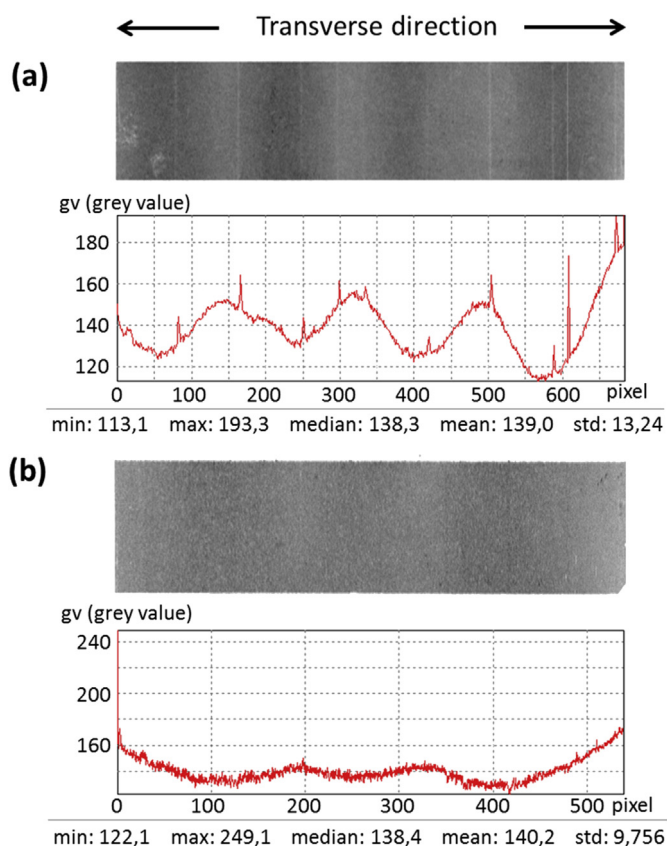 Transverse direction
(a)
gv (grey value)
180
160
140
120
0 100 200 300 400 500 600 pixel
min: 113,1 max: 193,3 median: 138,3 mean: 139,0 std: 13,24
(b)
gv (grey value)
240
200
160
0 100 200 300 400 500 pixel
min: 122,1 max: 249,1 median: 138,4 mean: 140,2 std: 9,756